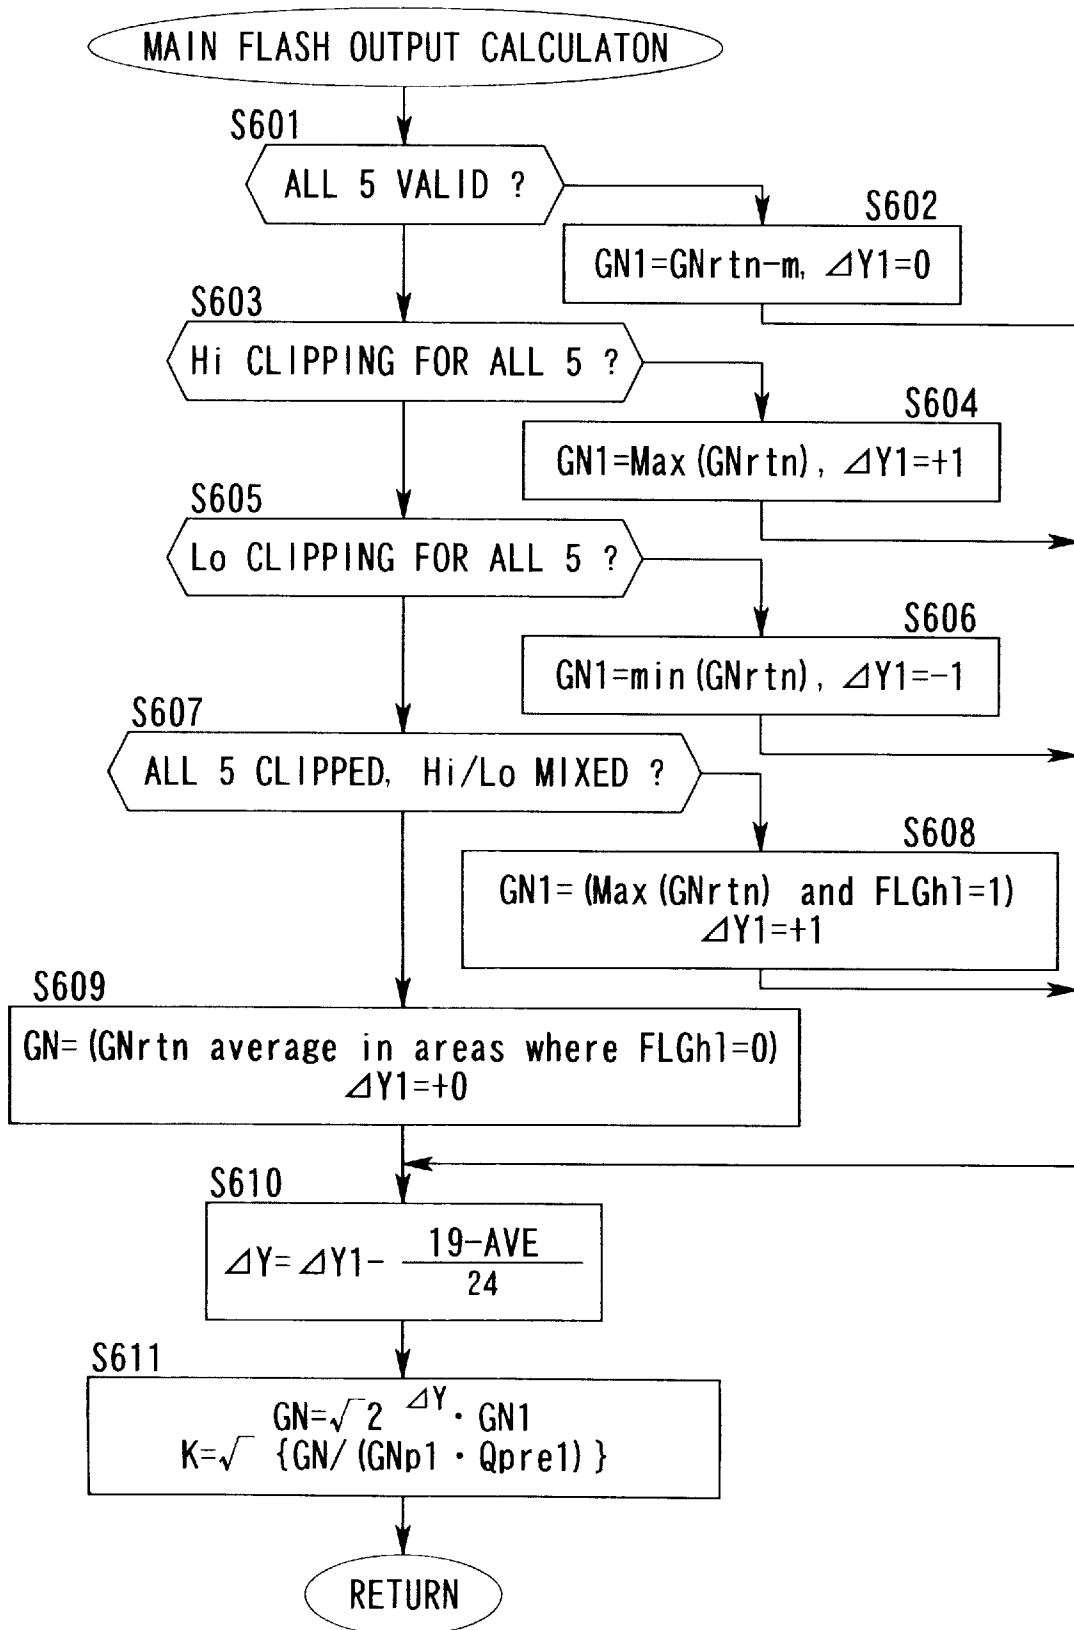 MAIN FLASH OUTPUT CALCULATON
S601
ALL 5 VALID ?
S602
GN1=GNrtn-m, ⊿Y1=0
S603
Hi CLIPPING FOR ALL 5 ?
S604
GN1=Max(GNrtn), ⊿Y1=+1
S605
Lo CLIPPING FOR ALL 5 ?
S606
GN1=min(GNrtn), ⊿Y1=-1
S607
ALL 5 CLIPPED, Hi/Lo MIXED ?
S608
GN1=(Max(GNrtn) and FLGhl=1)
⊿Y1=+1
S609
GN=(GNrtn average in areas where FLGhl=0)
⊿Y1=+0
S610
⊿Y=⊿Y1- 19-AVE
24
S611
GN=√2 ⊿Y · GN1
K=√ {GN/(GNp1 · Qpre1)}
RETURN